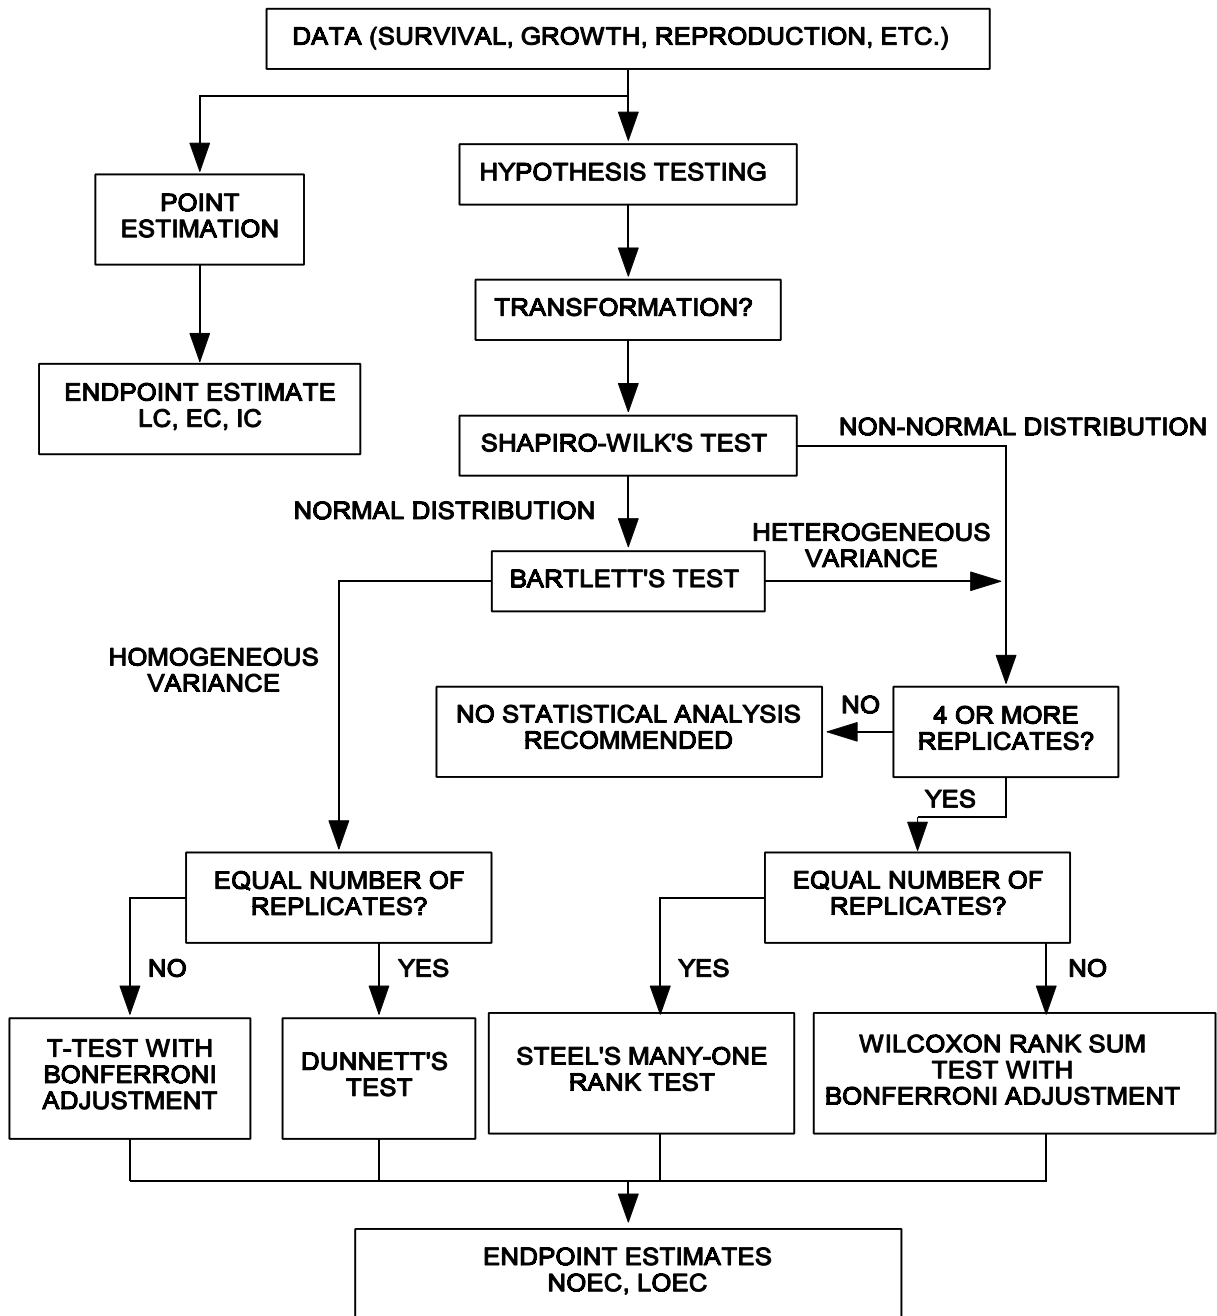 DATA (SURVIVAL, GROWTH, REPRODUCTION, ETC.)
HYPOTHESIS TESTING
POINT
ESTIMATION
TRANSFORMATION?
ENDPOINT ESTIMATE
LC, EC, IC
SHAPIRO-WILK'S TEST
NON-NORMAL DISTRIBUTION
NORMAL DISTRIBUTION
HETEROGENEOUS
VARIANCE
BARTLETT'S TEST
HOMOGENEOUS
VARIANCE
NO STATISTICAL ANALYSIS
RECOMMENDED
NO
4 OR MORE
REPLICATES?
YES
EQUAL NUMBER OF
REPLICATES?
EQUAL NUMBER OF
REPLICATES?
NO
YES
YES
NO
T-TEST WITH
BONFERRONI
ADJUSTMENT
DUNNETT'S
TEST
STEEL'S MANY-ONE
RANK TEST
WILCOXON RANK SUM
TEST WITH
BONFERRONI ADJUSTMENT
ENDPOINT ESTIMATES
NOEC, LOEC